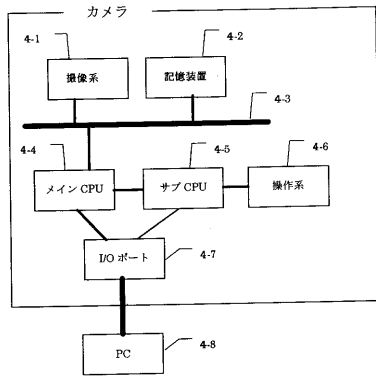 カメラ
4-1
4-2
撮像系
記憶装置
4-3
4-4
4-5
4-6
メイン CPU
サブ CPU
操作系
I/O ポート
4-7
PC
4-8